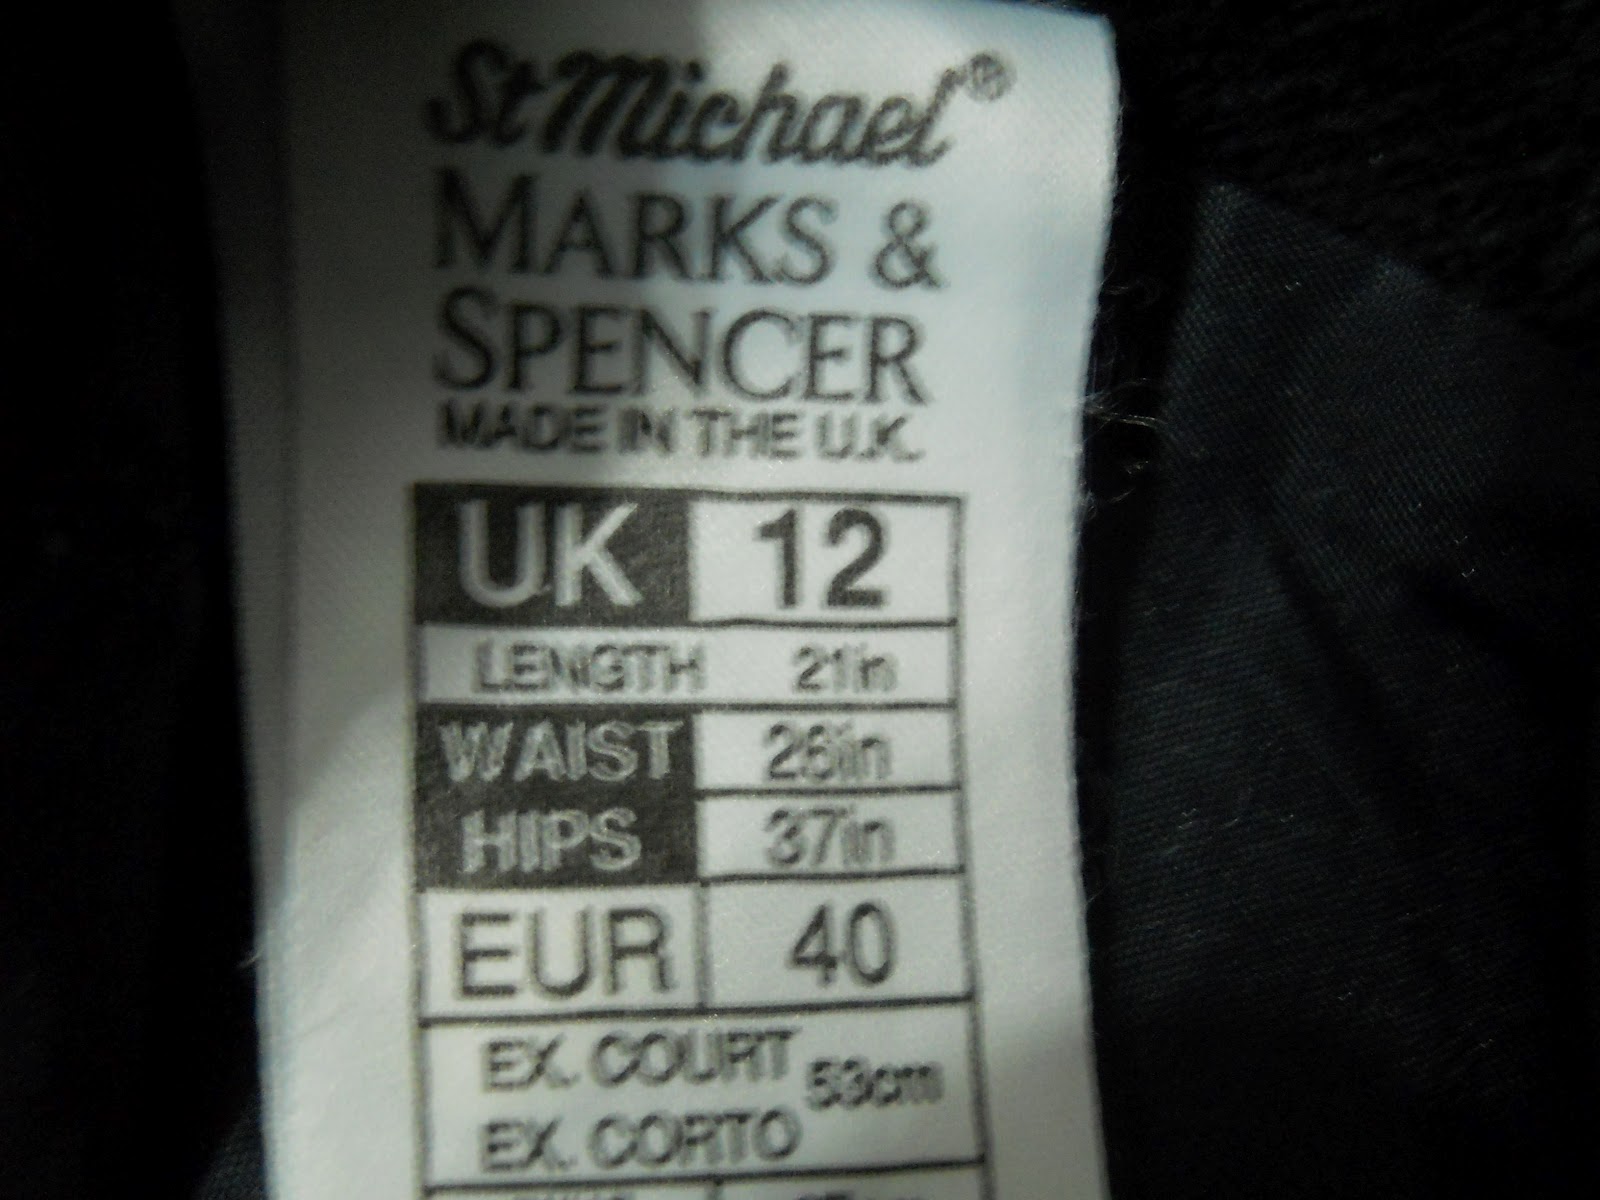 St Michael®
MARKS &
SPENCER
MADE IN THE U.K.
UK 12
LENGTH 21in
WAIST 26in
HIPS 37in
EUR 40
EX. COURT 53cm
EX. CORTO